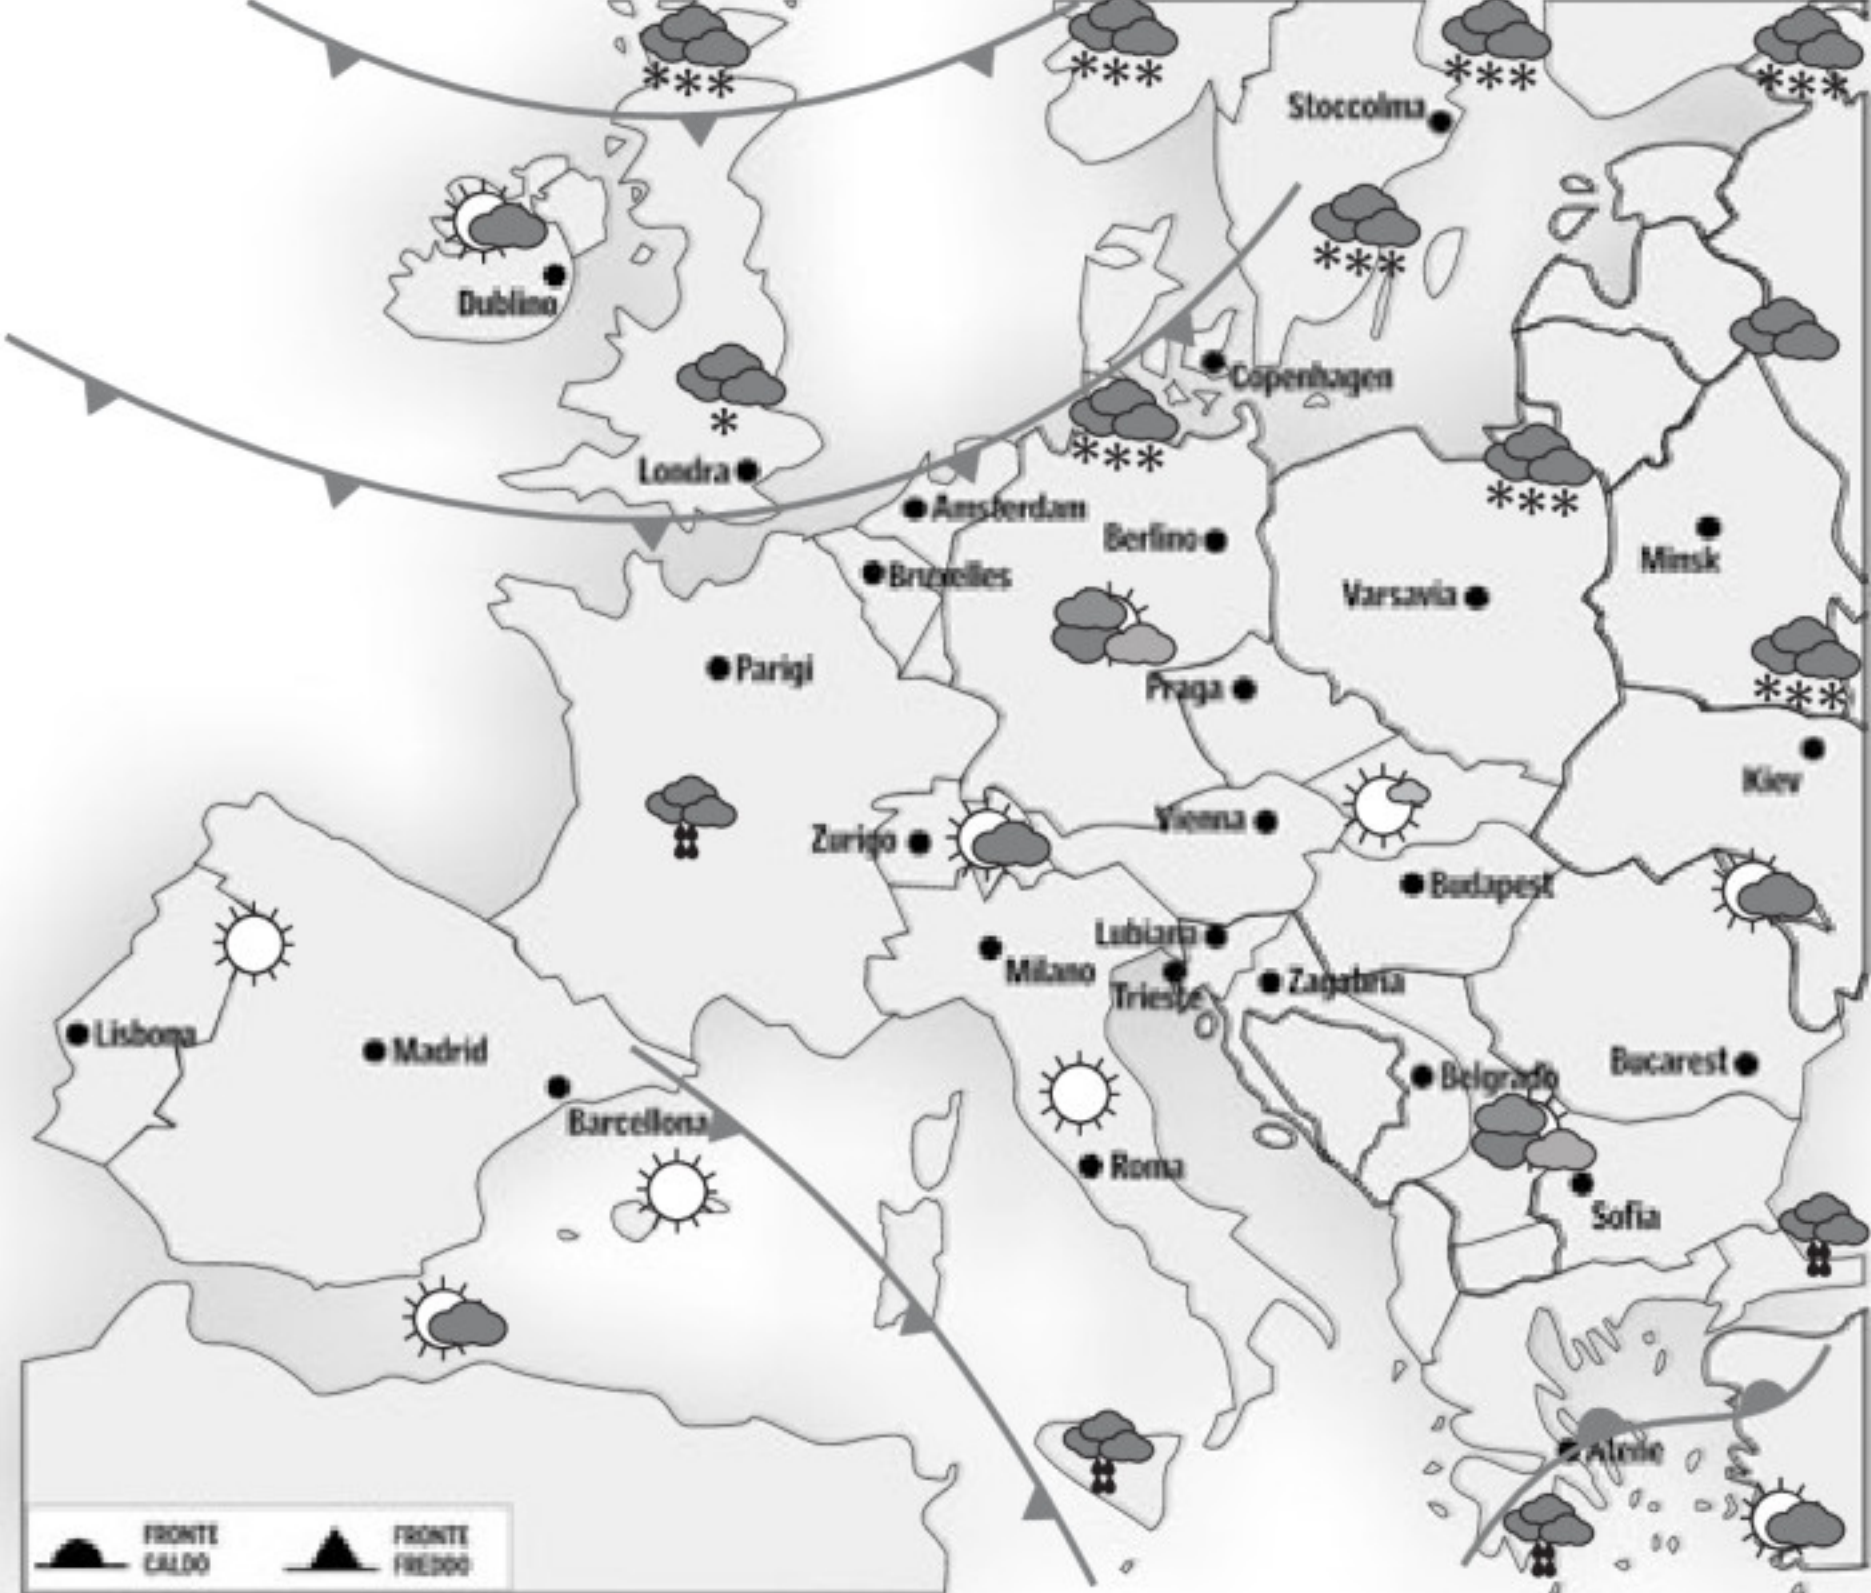 Stoccolma
Dublino
Copenhagen
Londra
Amsterdam
Berlino
Bruxelles
Minsk
Varsavia
Parigi
Praga
Kiev
Vienna
Zurigo
Budapest
Lubiana
Milano
Trieste
Zagabria
Lisbona
Madrid
Bucarest
Belgrado
Barcellona
Roma
Sofia
Atene
FRONTE
CALDO
FRONTE
FREDDO